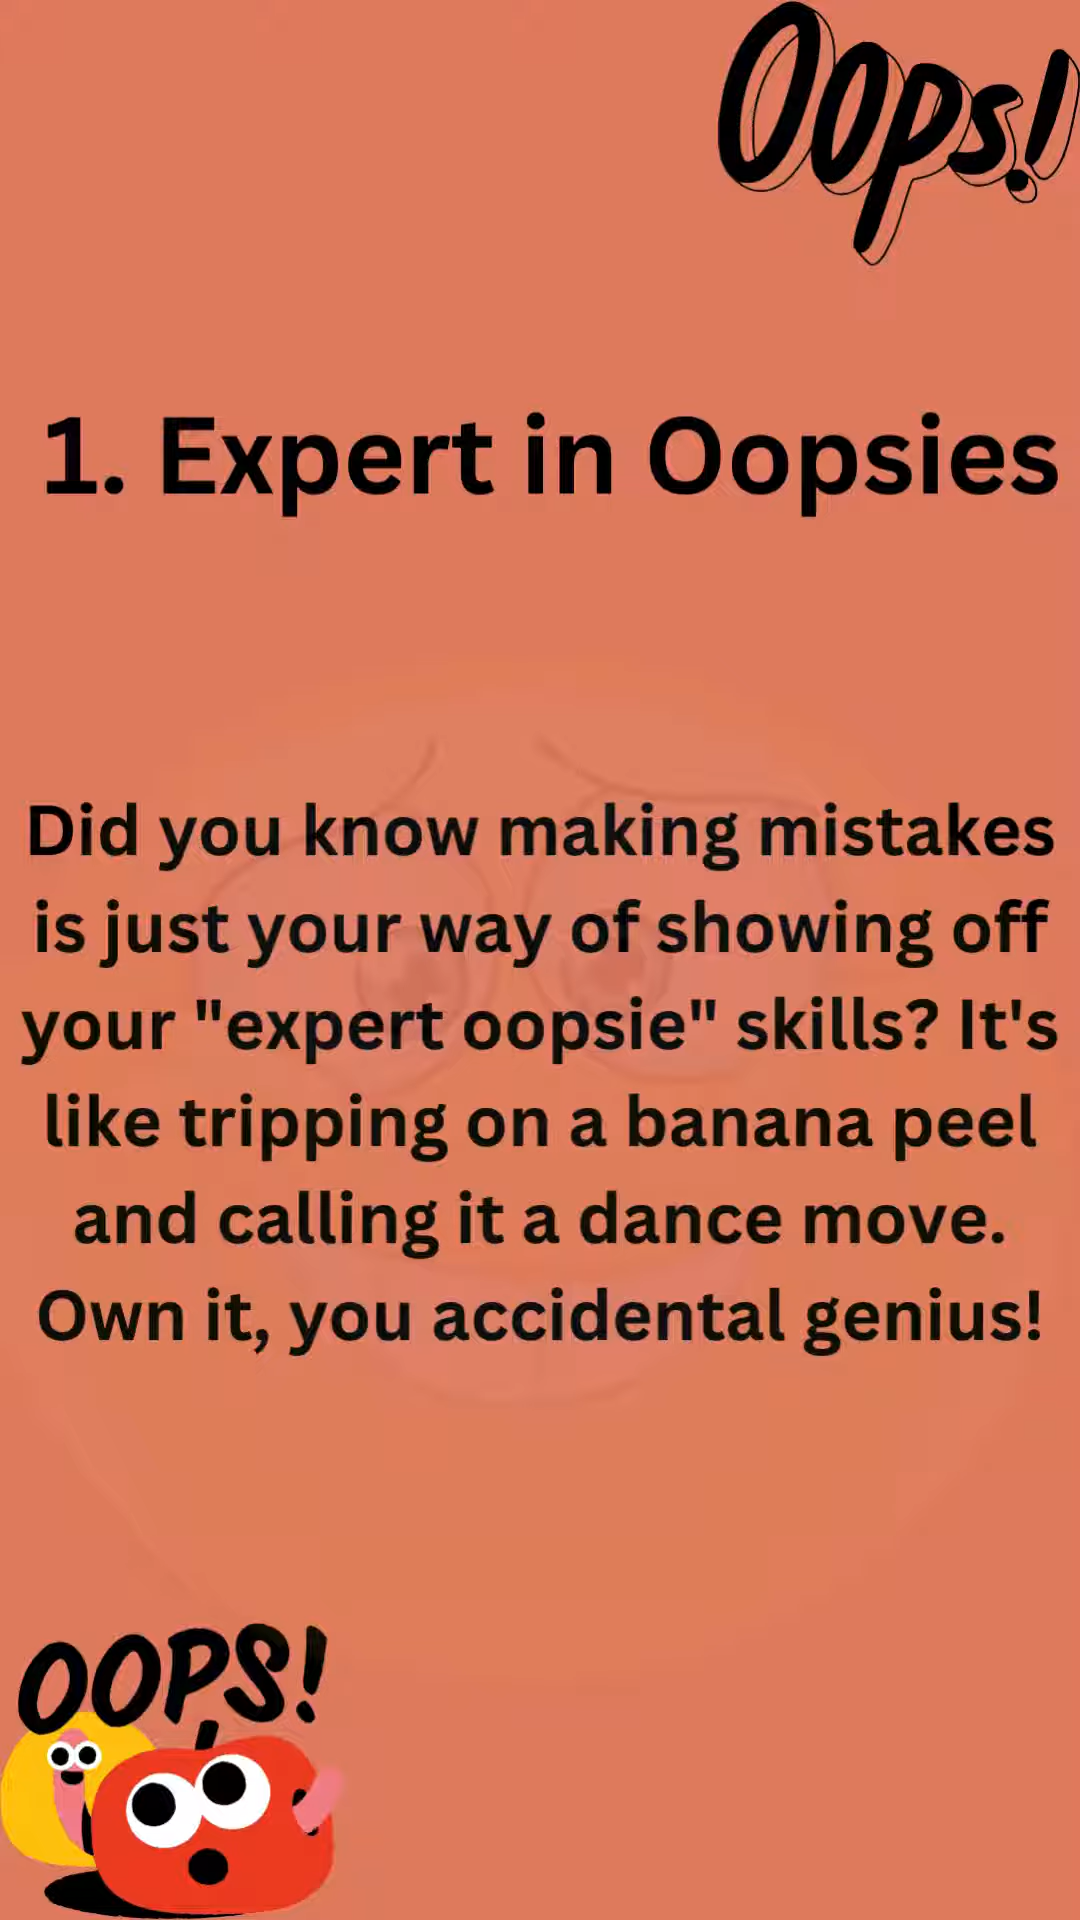 Oops!
1. Expert in Oopsies
Did you know making mistakes
is just your way of showing off
your "expert oopsie" skills? It's
like tripping on a banana peel
and calling it a dance move.
Own it, you accidental genius!
OOPS!